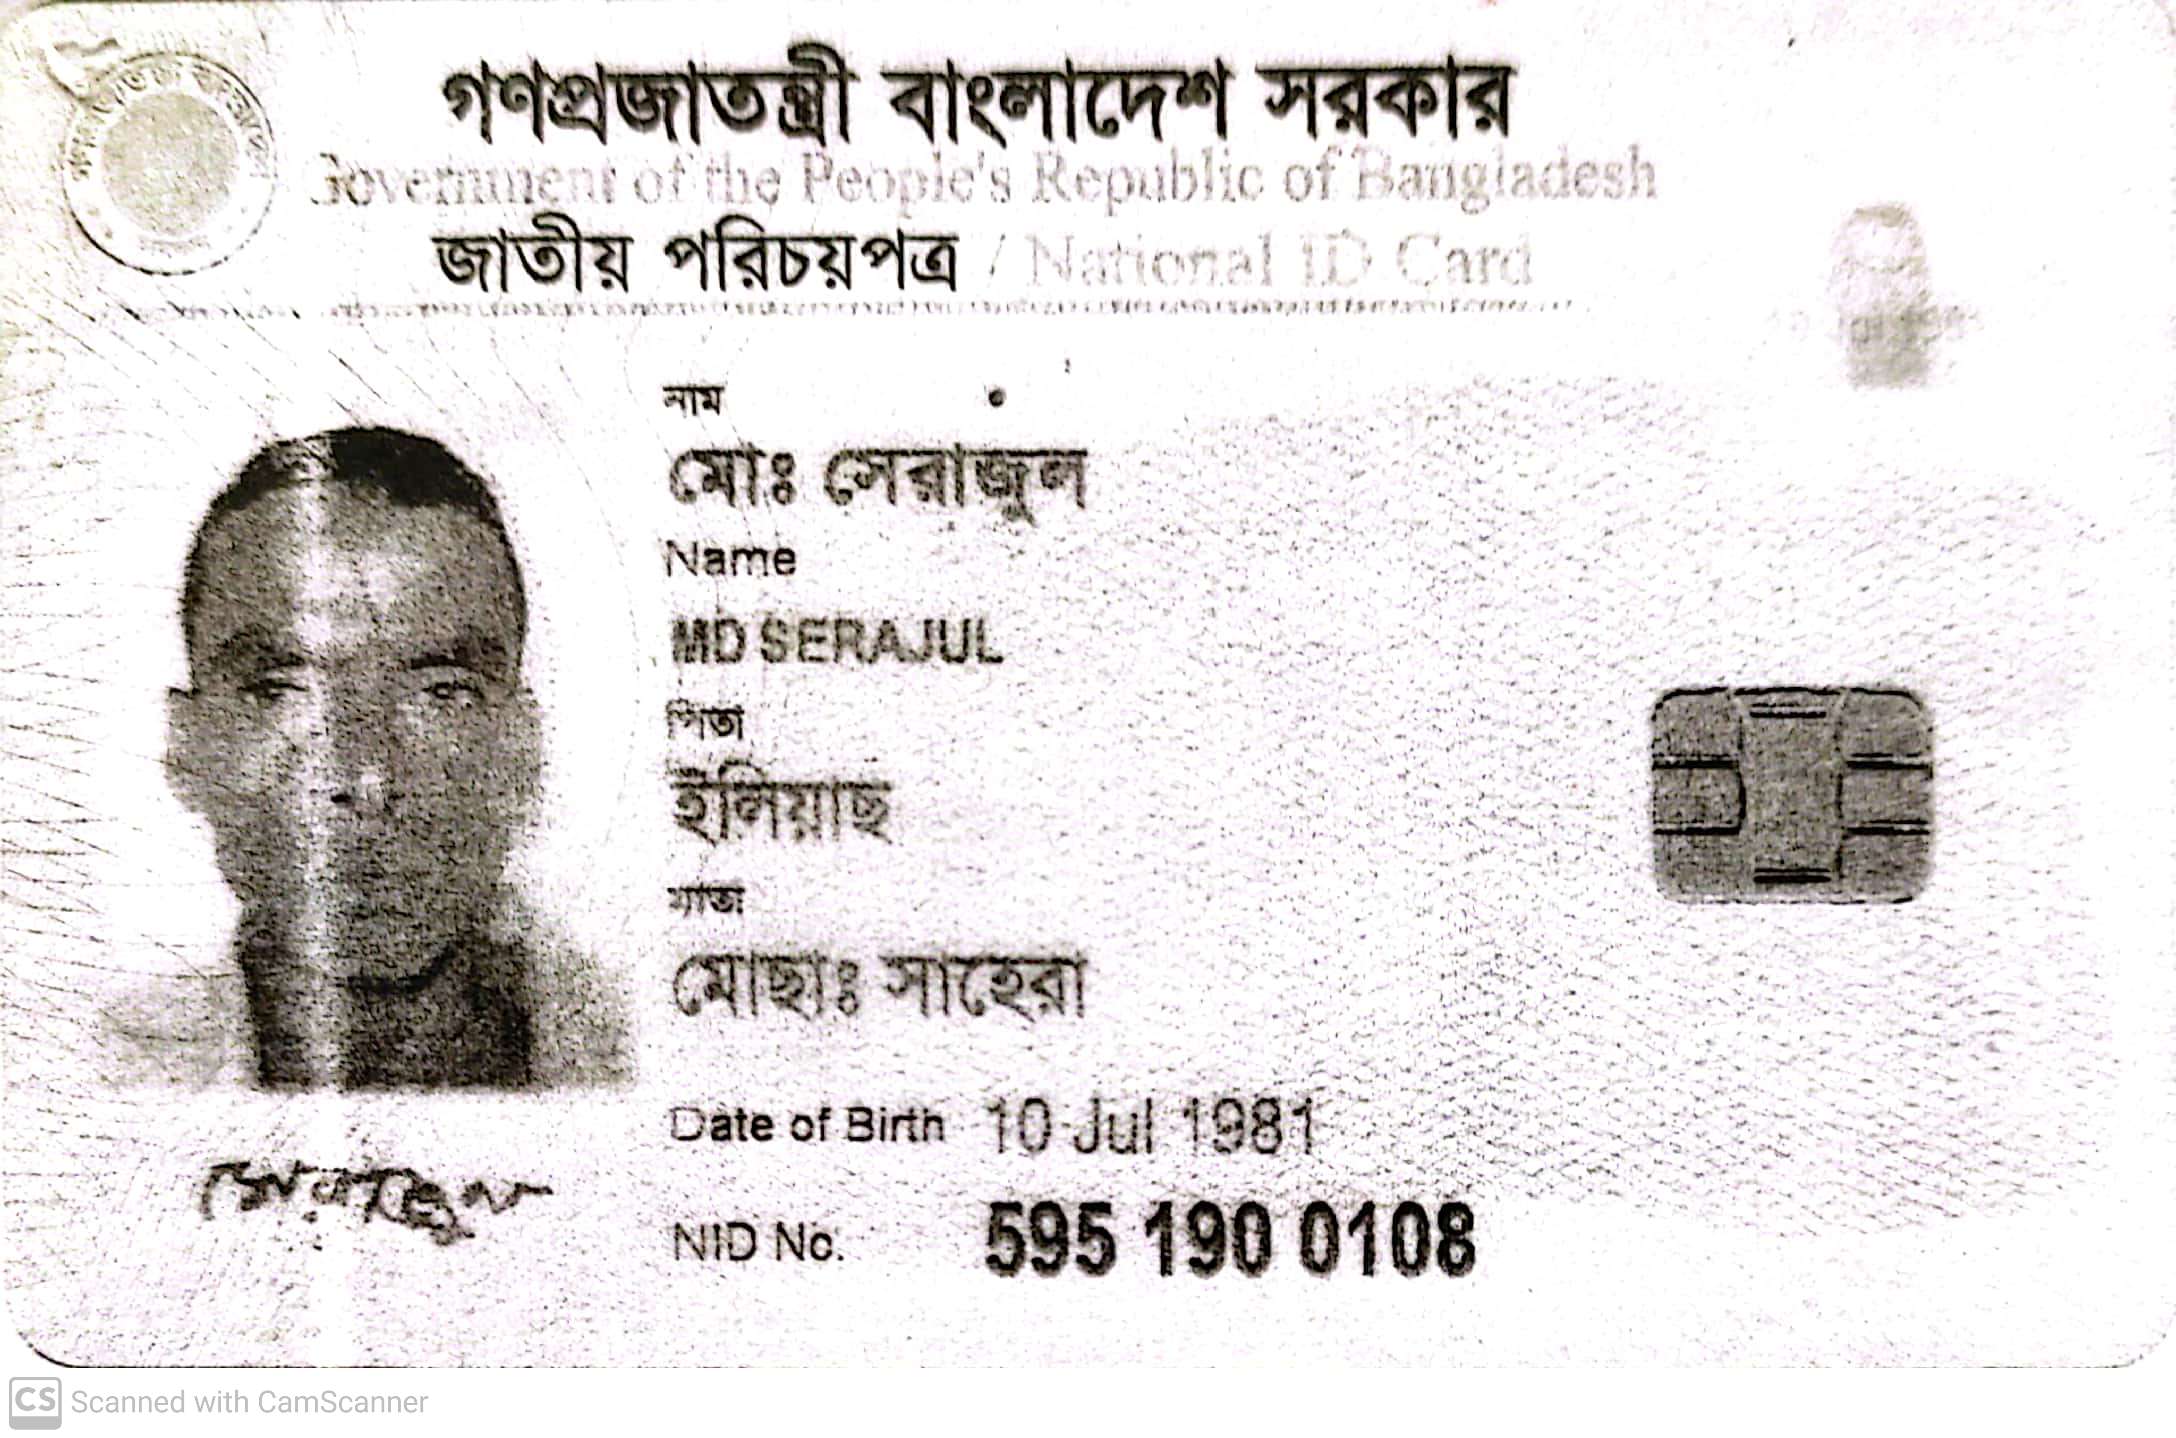 গণপ্রজাতন্ত্রী বাংলাদেশ সরকার
Government of the People's Republic of Bangladesh
জাতীয় পরিচয়পত্র / National ID Card
নাম
মোঃ সেরাজুল
Name
MD SERAJUL
পিতা
ইলিয়াছ
মাতা
মোছাঃ সাহেরা
Date of Birth 10 Jul 1981
NID No. 595 190 0108
সেরাজুল
CS Scanned with CamScanner